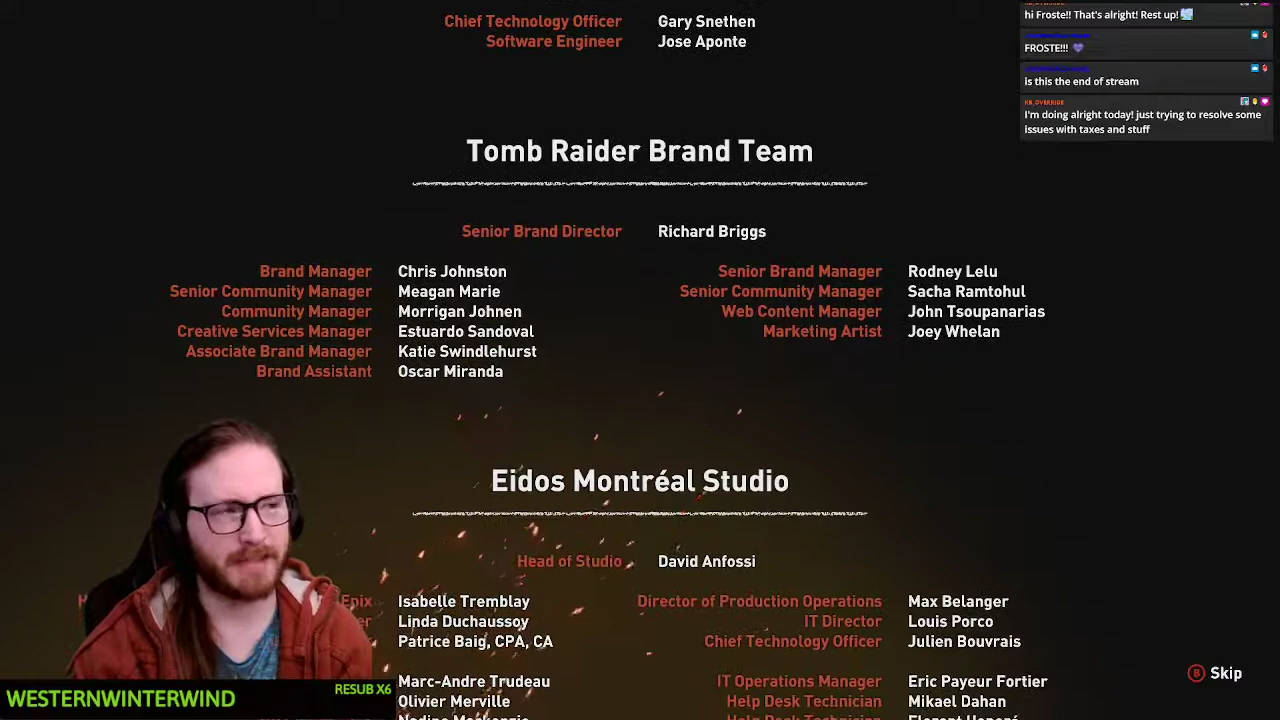 Chief Technology Officer Gary Snethen
Software Engineer Jose Aponte
hi Froste!! That's alright! Rest up!
FROSTE!!! 💜
is this the end of stream
KB_OVERRIDE
I'm doing alright today! just trying to resolve some
issues with taxes and stuff
Tomb Raider Brand Team
Senior Brand Director Richard Briggs
Brand Manager Chris Johnston
Senior Community Manager Meagan Marie
Community Manager Morrigan Johnen
Creative Services Manager Estuardo Sandoval
Associate Brand Manager Katie Swindlehurst
Brand Assistant Oscar Miranda
Senior Brand Manager Rodney Lelu
Senior Community Manager Sacha Ramtohul
Web Content Manager John Tsoupanarias
Marketing Artist Joey Whelan
Eidos Montréal Studio
Head of Studio David Anfossi
Enix Isabelle Tremblay
Linda Duchaussoy
Patrice Baig, CPA, CA
Marc-Andre Trudeau
Olivier Merville
Director of Production Operations Max Belanger
IT Director Louis Porco
Chief Technology Officer Julien Bouvrais
IT Operations Manager Eric Payeur Fortier
Help Desk Technician Mikael Dahan
B Skip
WESTERNWINTERWIND RESUB X6